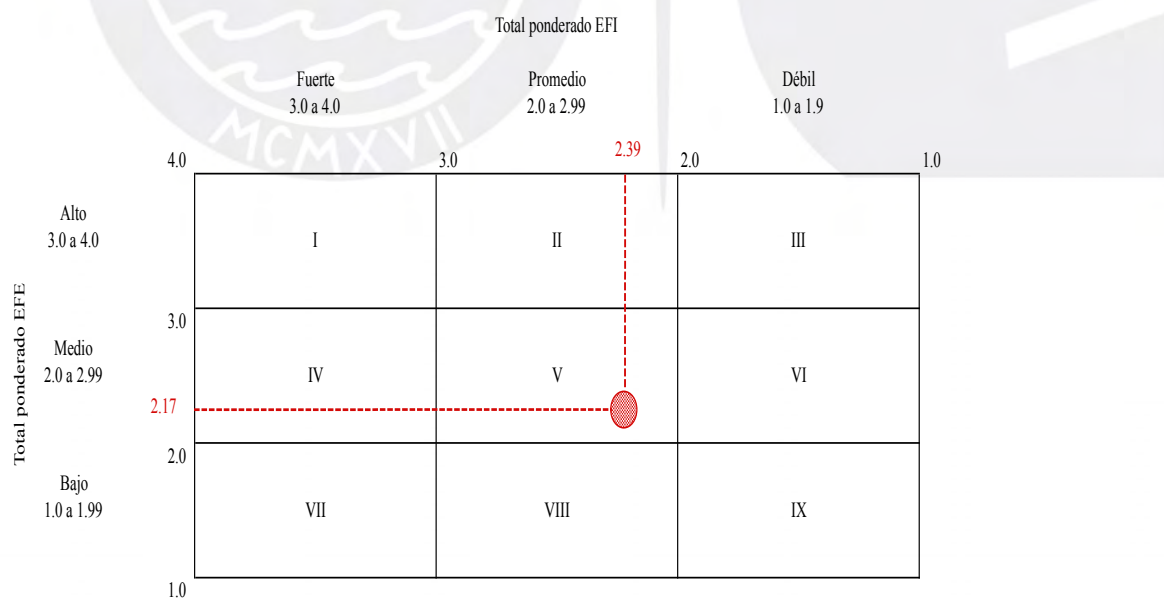 Total ponderado EFI
Fuerte
3.0 a 4.0
Promedio
2.0 a 2.99
Débil
1.0 a 1.9
MCMXVII
4.0
3.0
2.39
2.0
1.0
Alto
3.0 a 4.0
I
II
III
Total ponderado EFE
3.0
Medio
2.0 a 2.99
IV
V
VI
2.17
2.0
Bajo
1.0 a 1.99
VII
VIII
IX
1.0